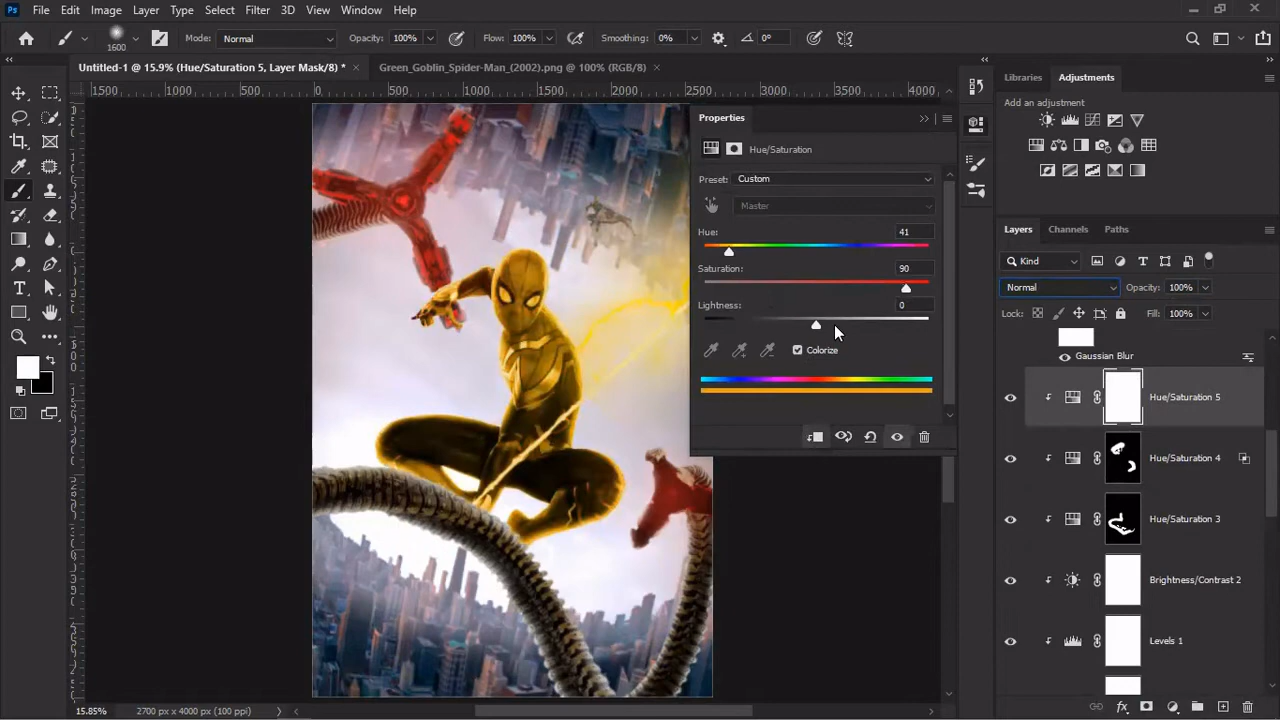 Ps File Edit Image Layer Type Select Filter 3D View Window Help
1600 Mode: Normal Opacity: 100% Flow: 100% Smoothing: 0% 0°
Untitled-1 @ 15.9% (Hue/Saturation 5, Layer Mask/8) * × Green_Goblin_Spider-Man_(2002).png @ 100% (RGB/8) ×
1500 1000 500 0 500 1000 1500 2000 2500 3000 3500 4000
Properties
Hue/Saturation
Preset: Custom
Master
Hue: 41
Saturation: 90
Lightness: 0
Colorize
Libraries Adjustments
Add an adjustment
Layers Channels Paths
Kind
Normal Opacity: 100%
Lock: Fill: 100%
Gaussian Blur
Hue/Saturation 5
Hue/Saturation 4
Hue/Saturation 3
Brightness/Contrast 2
Levels 1
15.85% 2700 px x 4000 px (100 ppi)